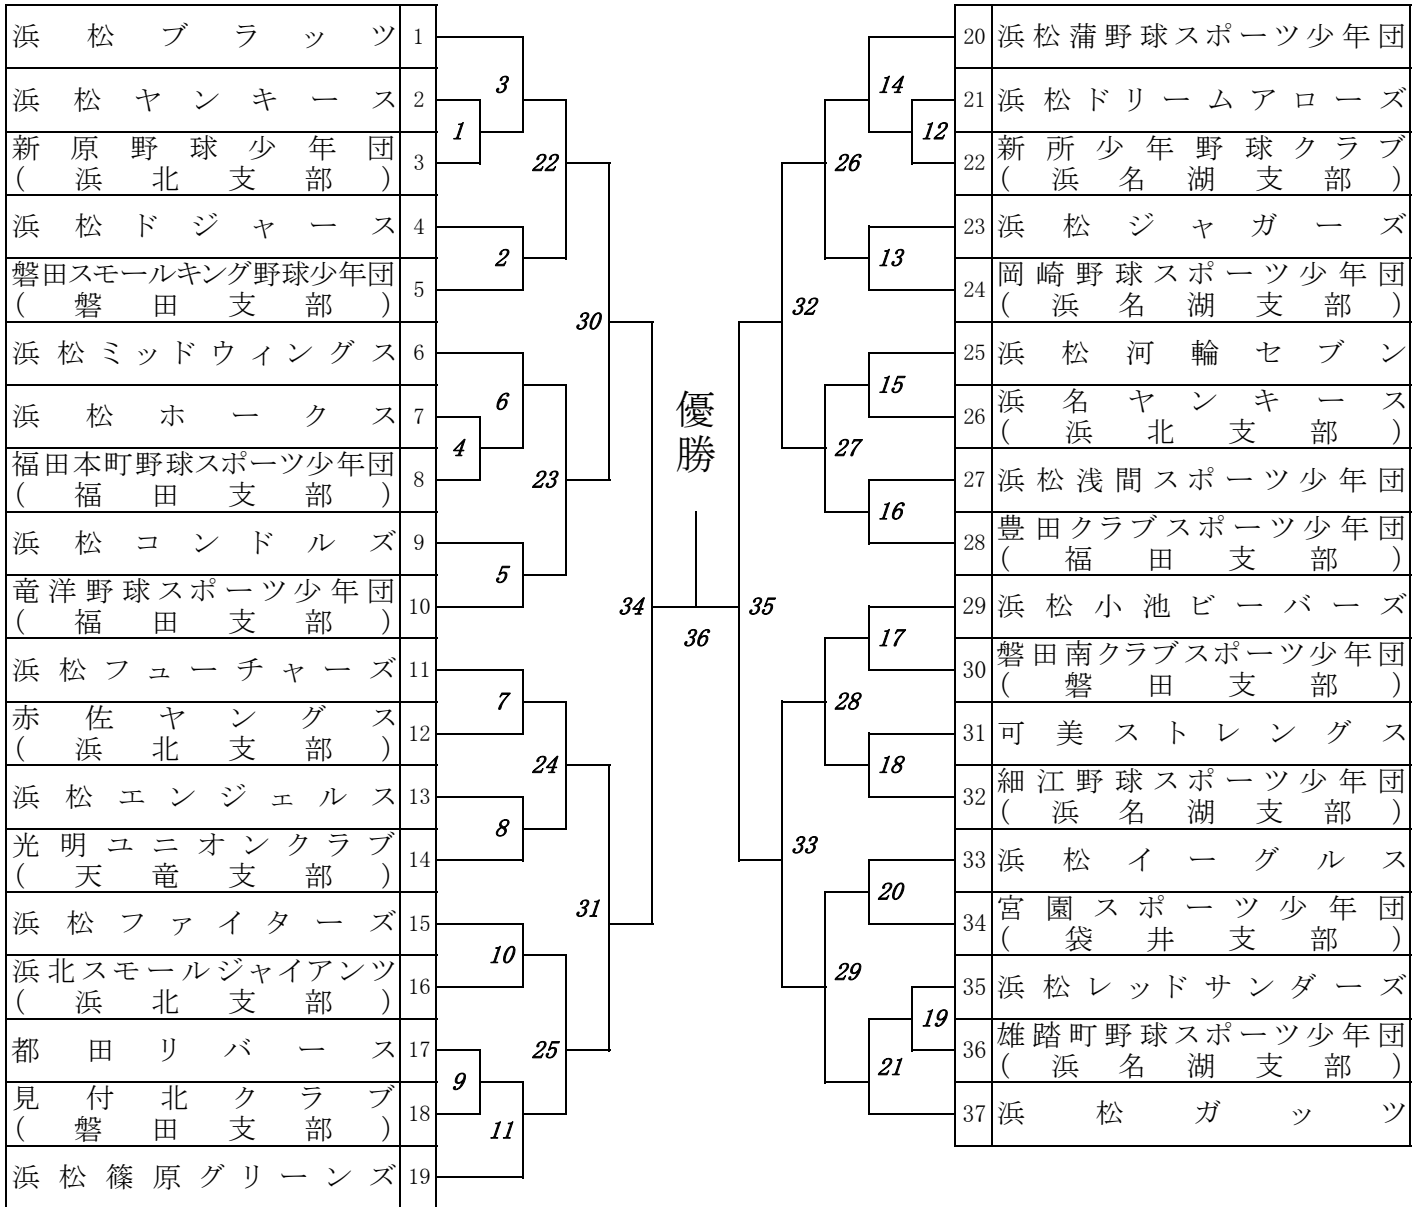 浜松ブラッツ 1
浜松ヤンキース 2
新原野球少年団
(浜北支部) 3
浜松ドジャース 4
磐田スモールキング野球少年団
(磐田支部) 5
浜松ミッドウィングス 6
浜松ホークス 7
福田本町野球スポーツ少年団
(福田支部) 8
浜松コンドルズ 9
竜洋野球スポーツ少年団
(福田支部) 10
浜松フューチャーズ 11
赤佐ヤングス
(浜北支部) 12
浜松エンジェルス 13
光明ユニオンクラブ
(天竜支部) 14
浜松ファイターズ 15
浜北スモールジャイアンツ
(浜北支部) 16
都田リバース 17
見付北クラブ
(磐田支部) 18
浜松篠原グリーンズ 19
3
1
22
2
30
6
4
23
5
34
7
24
8
31
10
25
9
11
優勝
36
35
14
12
26
13
32
15
27
16
17
28
18
33
20
29
19
21
20 浜松蒲野球スポーツ少年団
21 浜松ドリームアローズ
22 新所少年野球クラブ
(浜名湖支部)
23 浜松ジャガーズ
24 岡崎野球スポーツ少年団
(浜名湖支部)
25 浜松河輪セブン
26 浜名ヤンキース
(浜北支部)
27 浜松浅間スポーツ少年団
28 豊田クラブスポーツ少年団
(福田支部)
29 浜松小池ビーバーズ
30 磐田南クラブスポーツ少年団
(磐田支部)
31 可美ストレングス
32 細江野球スポーツ少年団
(浜名湖支部)
33 浜松イーグルス
34 宮園スポーツ少年団
(袋井支部)
35 浜松レッドサンダーズ
36 雄踏町野球スポーツ少年団
(浜名湖支部)
37 浜松ガッツ